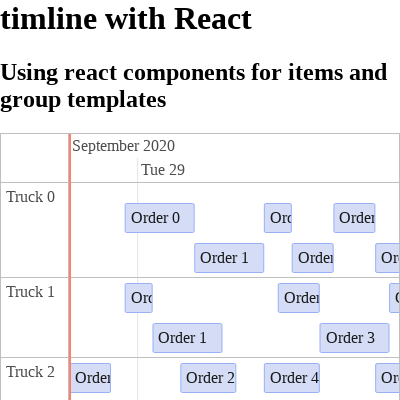 timline with React
Using react components for items and
group templates
September 2020
Tue 29
Truck 0
Order 0
Ord
Order
Order 1
Order
Or
Truck 1
Ord
Order
Order 1
Order 3
Truck 2
Order
Order 2
Order 4
Or